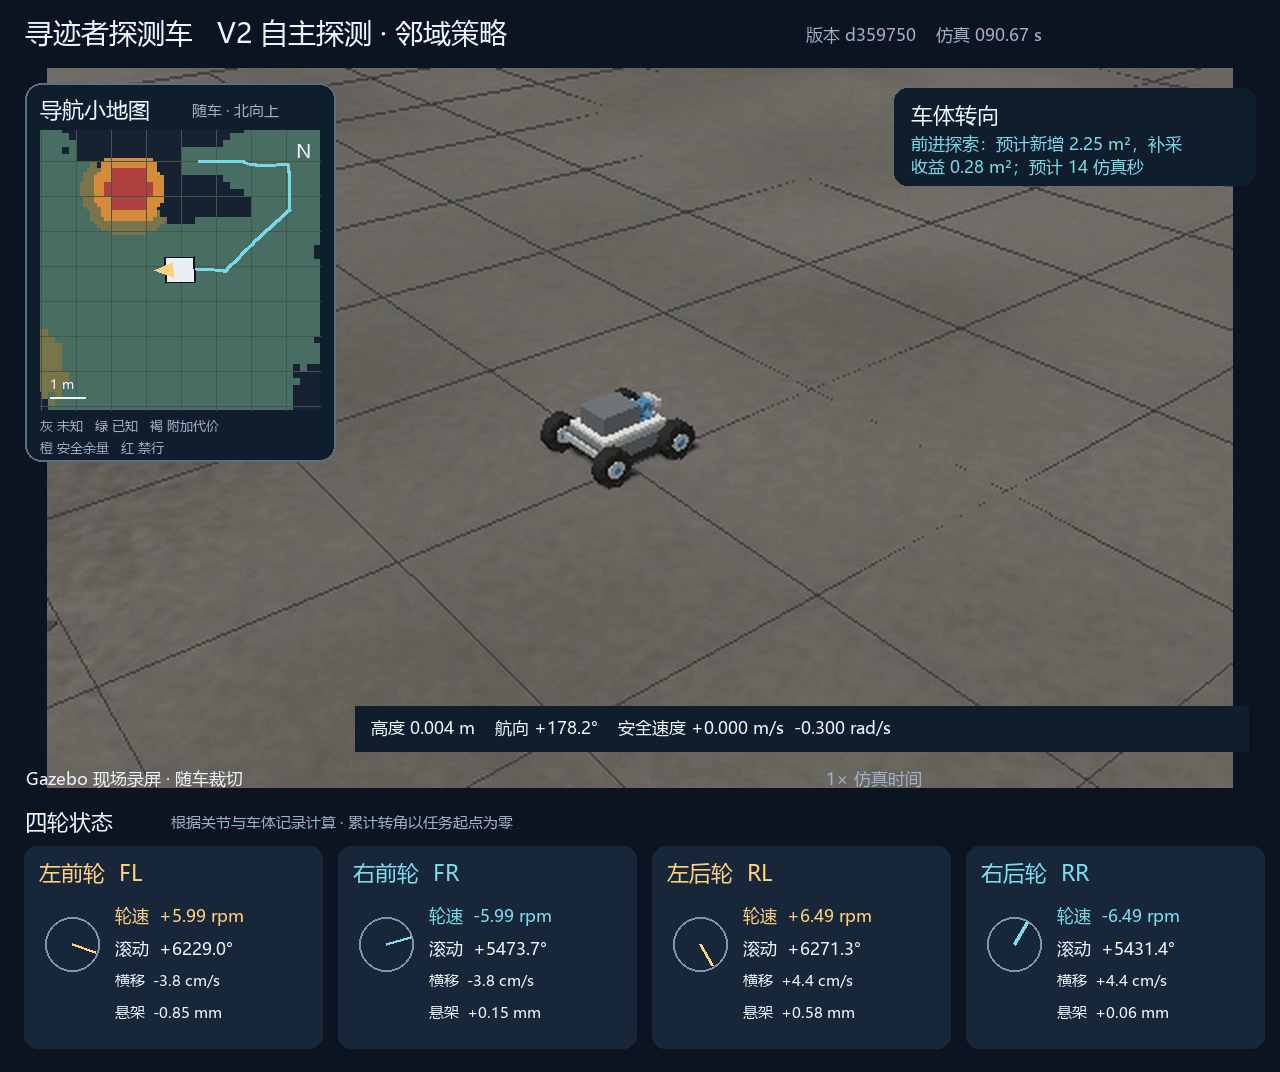 寻迹者探测车 V2 自主探测 · 邻域策略
版本 d359750 仿真 090.67 s
导航小地图 随车 · 北向上
N
1 m
灰 未知 绿 已知 褐 附加代价
橙 安全余量 红 禁行
车体转向
前进探索：预计新增 2.25 m²，补采
收益 0.28 m²；预计 14 仿真秒
高度 0.004 m 航向 +178.2° 安全速度 +0.000 m/s -0.300 rad/s
Gazebo 现场录屏 · 随车裁切
1× 仿真时间
四轮状态 根据关节与车体记录计算 · 累计转角以任务起点为零
左前轮 FL
轮速 +5.99 rpm
滚动 +6229.0°
横移 -3.8 cm/s
悬架 -0.85 mm
右前轮 FR
轮速 -5.99 rpm
滚动 +5473.7°
横移 -3.8 cm/s
悬架 +0.15 mm
左后轮 RL
轮速 +6.49 rpm
滚动 +6271.3°
横移 +4.4 cm/s
悬架 +0.58 mm
右后轮 RR
轮速 -6.49 rpm
滚动 +5431.4°
横移 +4.4 cm/s
悬架 +0.06 mm